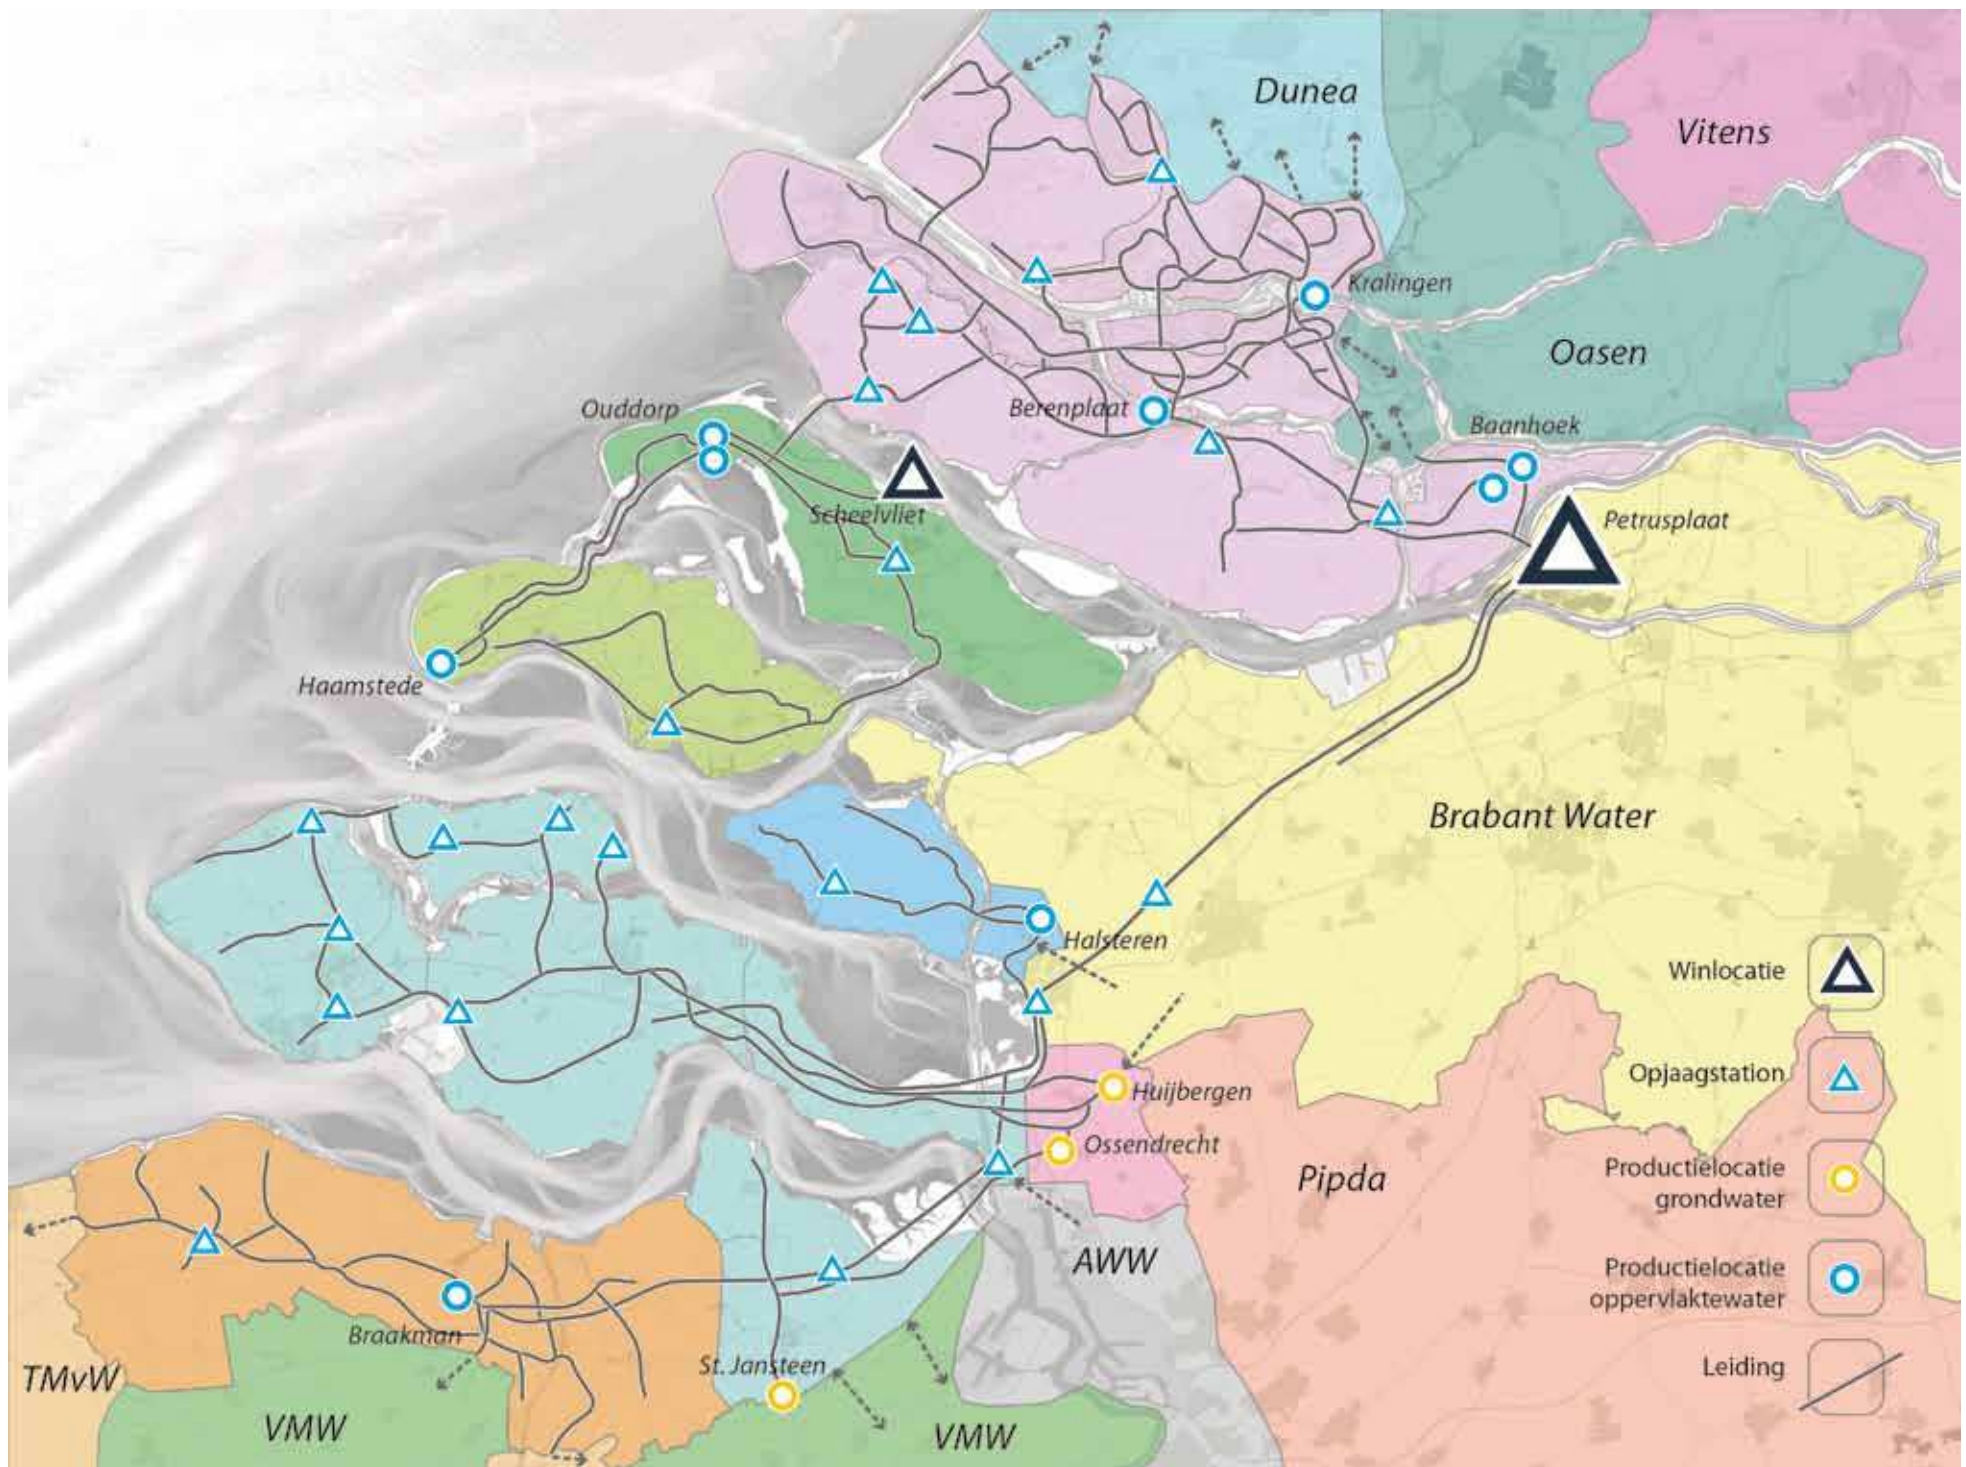 Dunea
Vitens
Kralingen
Oasen
Ouddorp
Berenplaat
Baanhoek
Scheelvliet
Petrusplaat
Haamstede
Brabant Water
Halsteren
Winlocatie
Opjaagstation
Huijbergen
Ossendrecht
Pipda
Productielocatie
grondwater
AWW
Productielocatie
oppervlaktewater
Braakman
St. Jansteen
Leiding
TMvW
VMW
VMW